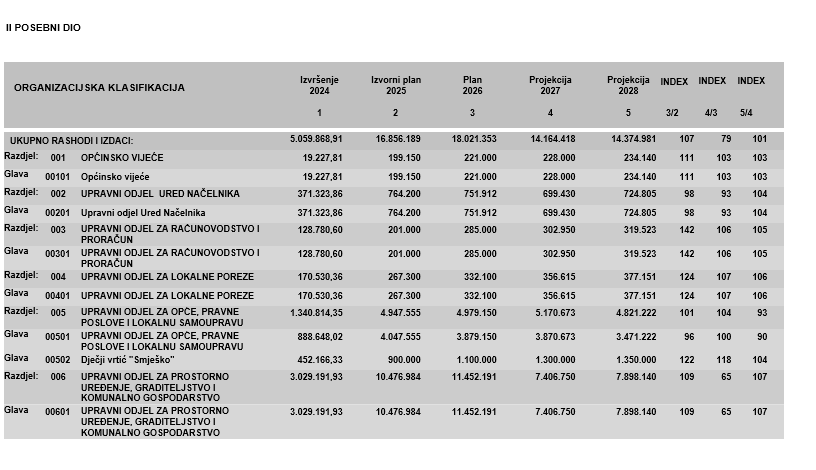 II POSEBNI DIO
ORGANIZACIJSKA KLASIFIKACIJA Izvršenje 2024 Izvorni plan 2025 Plan 2026 Projekcija 2027 Projekcija 2028 INDEX INDEX INDEX
1 2 3 4 5 3/2 4/3 5/4
UKUPNO RASHODI I IZDACI: 5.059.868,91 16.856.189 18.021.353 14.164.418 14.374.981 107 79 101
Razdjel: 001 OPĆINSKO VIJEĆE 19.227,81 199.150 221.000 228.000 234.140 111 103 103
Glava 00101 Općinsko vijeće 19.227,81 199.150 221.000 228.000 234.140 111 103 103
Razdjel: 002 UPRAVNI ODJEL URED NAČELNIKA 371.323,86 764.200 751.912 699.430 724.805 98 93 104
Glava 00201 Upravni odjel Ured Načelnika 371.323,86 764.200 751.912 699.430 724.805 98 93 104
Razdjel: 003 UPRAVNI ODJEL ZA RAČUNOVODSTVO I 128.780,60 201.000 285.000 302.950 319.523 142 106 105
PRORAČUN
Glava 00301 UPRAVNI ODJEL ZA RAČUNOVODSTVO I 128.780,60 201.000 285.000 302.950 319.523 142 106 105
PRORAČUN
Razdjel: 004 UPRAVNI ODJEL ZA LOKALNE POREZE 170.530,36 267.300 332.100 356.615 377.151 124 107 106
Glava 00401 UPRAVNI ODJEL ZA LOKALNE POREZE 170.530,36 267.300 332.100 356.615 377.151 124 107 106
Razdjel: 005 UPRAVNI ODJEL ZA OPĆE, PRAVNE 1.340.814,35 4.947.555 4.979.150 5.170.673 4.821.222 101 104 93
POSLOVE I LOKALNU SAMOUPRAVU
Glava 00501 UPRAVNI ODJEL ZA OPĆE, PRAVNE 888.648,02 4.047.555 3.879.150 3.870.673 3.471.222 96 100 90
POSLOVE I LOKALNU SAMOUPRAVU
Glava 00502 Dječji vrtić "Smješko" 452.166,33 900.000 1.100.000 1.300.000 1.350.000 122 118 104
Razdjel: 006 UPRAVNI ODJEL ZA PROSTORNO 3.029.191,93 10.476.984 11.452.191 7.406.750 7.898.140 109 65 107
UREĐENJE, GRADITELJSTVO I
KOMUNALNO GOSPODARSTVO
Glava 00601 UPRAVNI ODJEL ZA PROSTORNO 3.029.191,93 10.476.984 11.452.191 7.406.750 7.898.140 109 65 107
UREĐENJE, GRADITELJSTVO I
KOMUNALNO GOSPODARSTVO